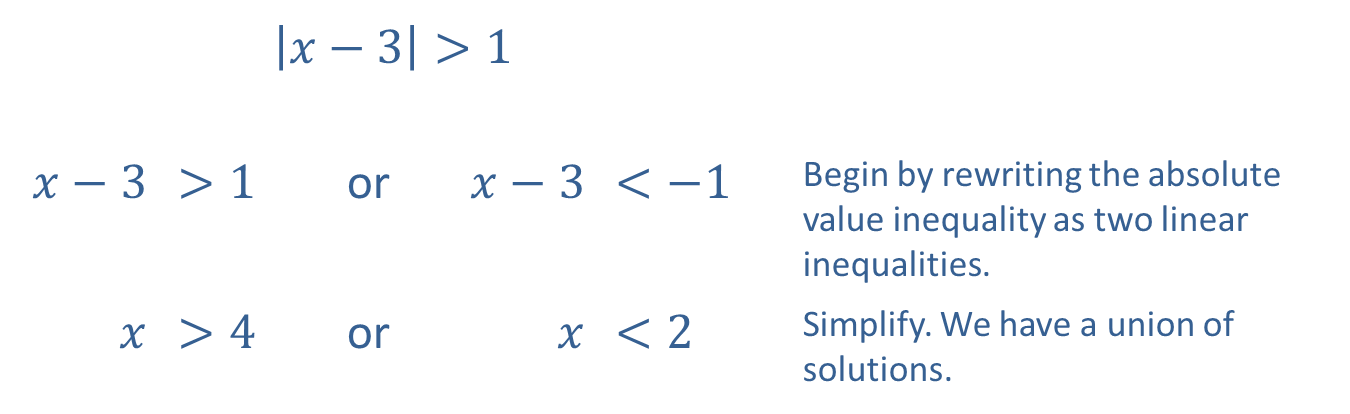 |x − 3| > 1
x − 3 > 1 or x − 3 < −1
Begin by rewriting the absolute
value inequality as two linear
inequalities.
x > 4 or x < 2
Simplify. We have a union of
solutions.